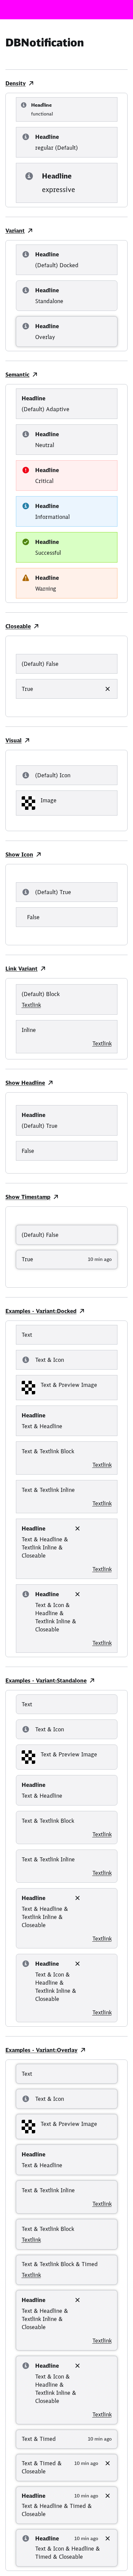 DBNotification
Density
Headline
functional
Headline
regular (Default)
Headline
expressive
Variant
Headline
(Default) Docked
Headline
Standalone
Headline
Overlay
Semantic
Headline
(Default) Adaptive
Headline
Neutral
Headline
Critical
Headline
Informational
Headline
Successful
Headline
Warning
Closeable
(Default) False
True
Visual
(Default) Icon
Image
Show Icon
(Default) True
False
Link Variant
(Default) Block
Textlink
Inline
Textlink
Show Headline
Headline
(Default) True
False
Show Timestamp
(Default) False
True
10 min ago
Examples - Variant:Docked
Text
Text & Icon
Text & Preview Image
Headline
Text & Headline
Text & Textlink Block
Textlink
Text & Textlink Inline
Textlink
Headline
Text & Headline &
Textlink Inline &
Closeable
Textlink
Headline
Text & Icon &
Headline &
Textlink Inline &
Closeable
Textlink
Examples - Variant:Standalone
Text
Text & Icon
Text & Preview Image
Headline
Text & Headline
Text & Textlink Block
Textlink
Text & Textlink Inline
Textlink
Headline
Text & Headline &
Textlink Inline &
Closeable
Textlink
Headline
Text & Icon &
Headline &
Textlink Inline &
Closeable
Textlink
Examples - Variant:Overlay
Text
Text & Icon
Text & Preview Image
Headline
Text & Headline
Text & Textlink Inline
Textlink
Text & Textlink Block
Textlink
Text & Textlink Block & Timed
Textlink
Headline
Text & Headline &
Textlink Inline &
Closeable
Textlink
Headline
Text & Icon &
Headline &
Textlink Inline &
Closeable
Textlink
Text & Timed
10 min ago
Text & Timed &
Closeable
10 min ago
Headline
10 min ago
Text & Headline & Timed &
Closeable
Headline
10 min ago
Text & Icon & Headline &
Timed & Closeable